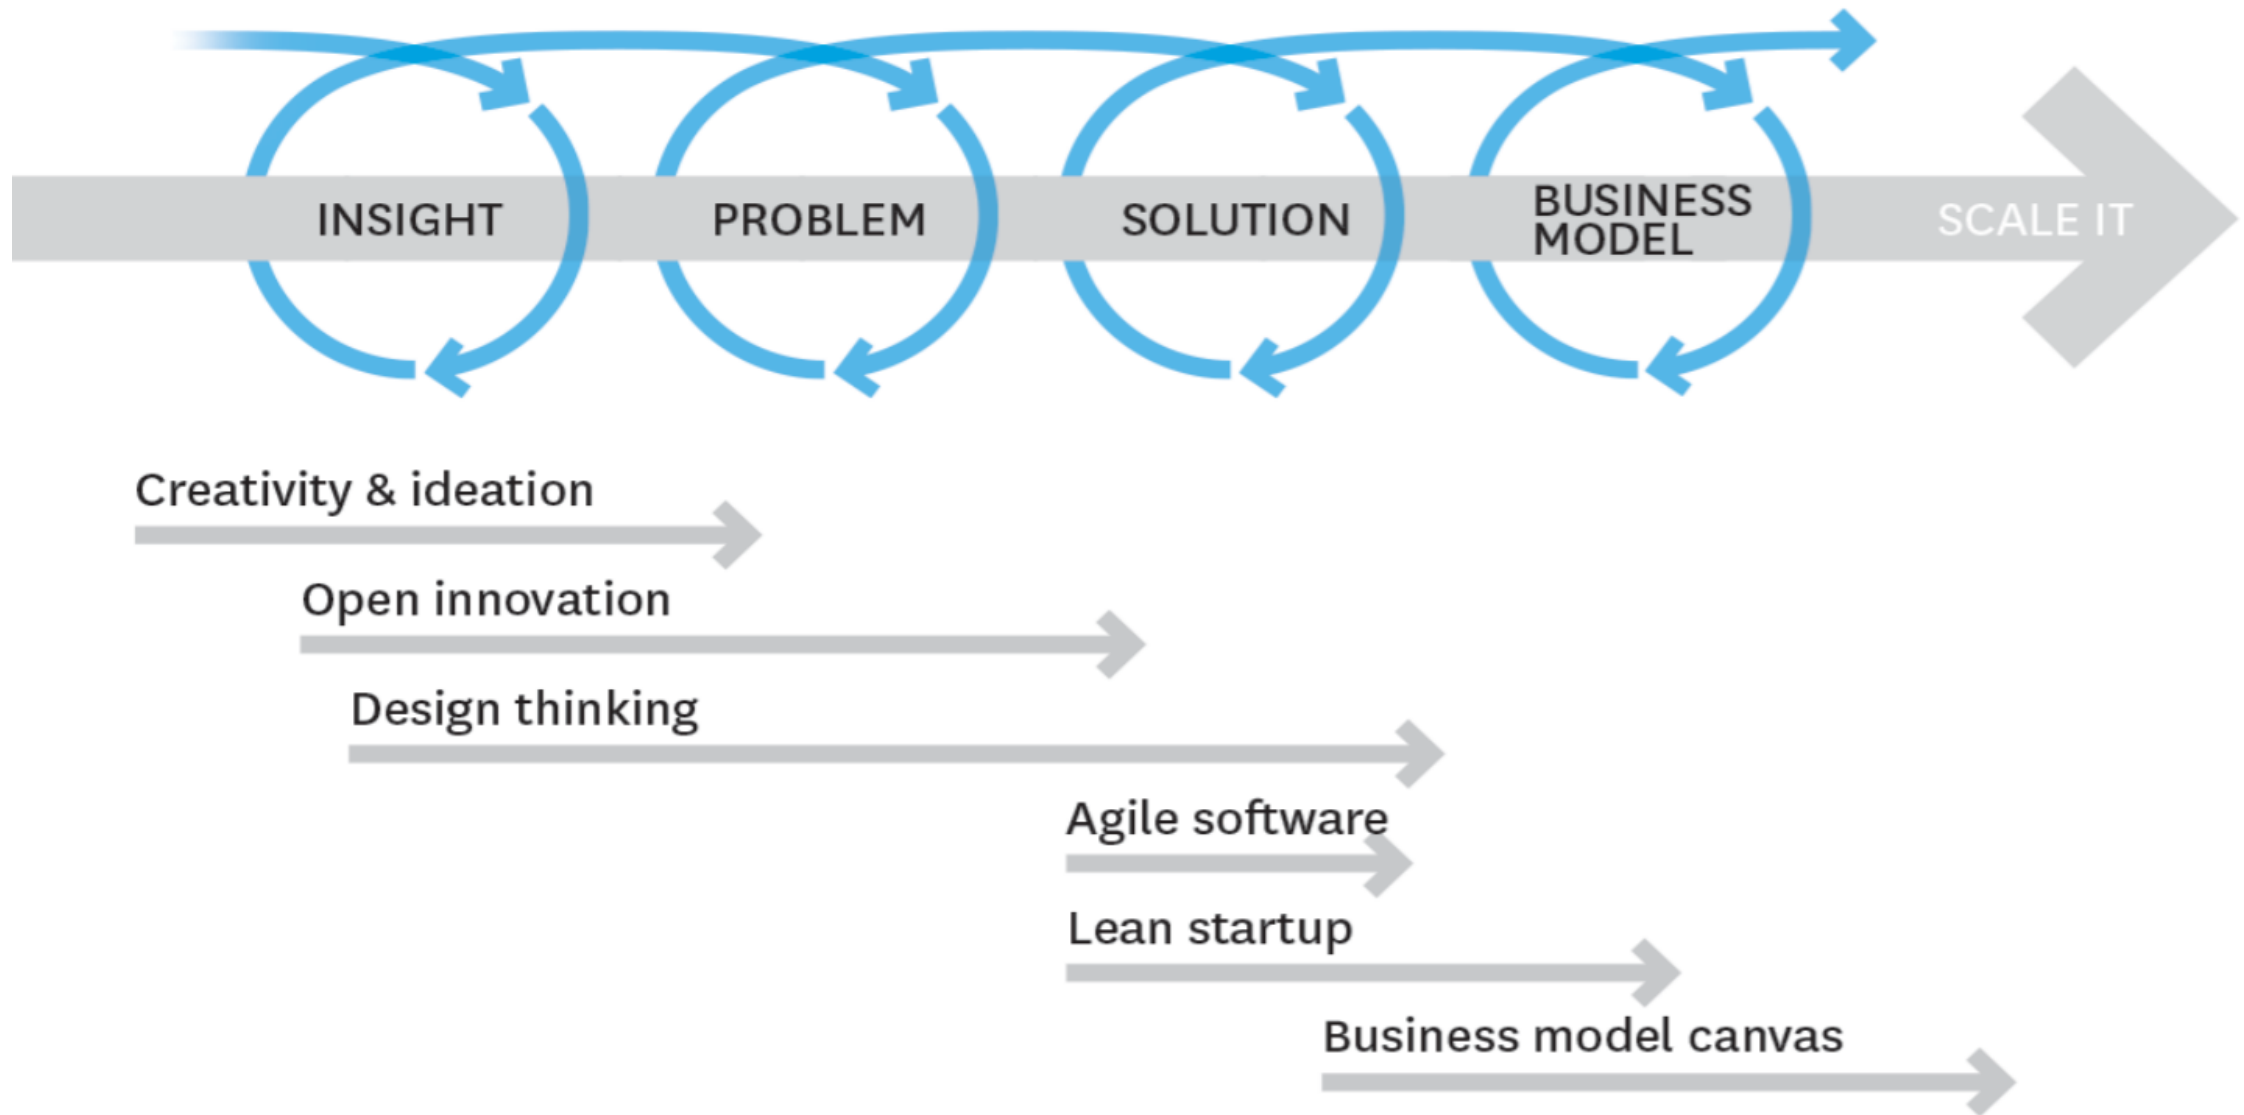 INSIGHT
PROBLEM
SOLUTION
BUSINESS
MODEL
SCALE IT
Creativity & ideation
Open innovation
Design thinking
Agile software
Lean startup
Business model canvas